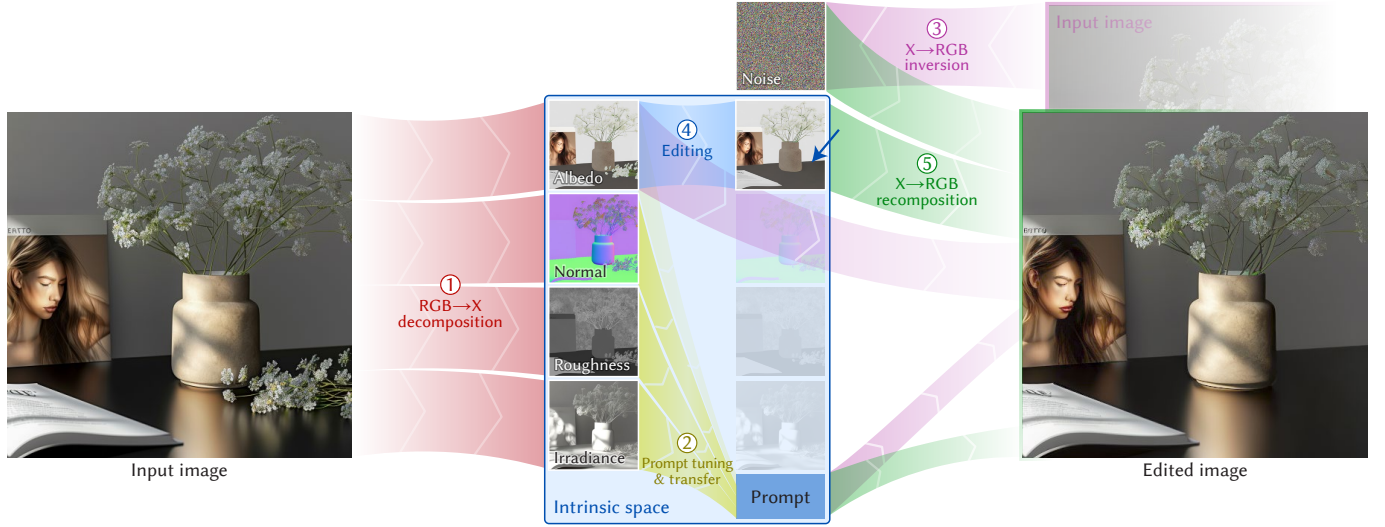 ③
X→RGB
inversion
Input image
Noise
④
Editing
Albedo
⑤
X→RGB
recomposition
Normal
①
RGB→X
decomposition
Roughness
②
Prompt tuning
& transfer
Irradiance
Prompt
Intrinsic space
Input image
Edited image